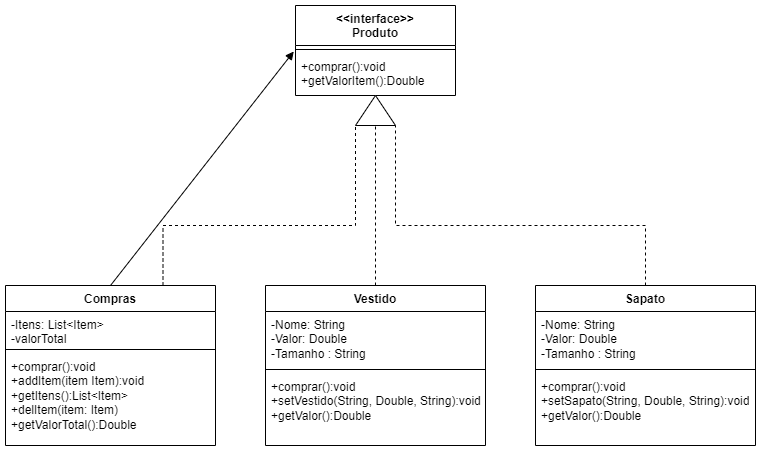 <<interface>>
Produto
+comprar():void
+getValorItem():Double
Compras
-Itens: List<Item>
-valorTotal
+comprar():void
+addItem(item Item):void
+getItens():List<Item>
+delItem(item: Item)
+getValorTotal():Double
Vestido
-Nome: String
-Valor: Double
-Tamanho : String
+comprar():void
+setVestido(String, Double, String):void
+getValor():Double
Sapato
-Nome: String
-Valor: Double
-Tamanho : String
+comprar():void
+setSapato(String, Double, String):void
+getValor():Double